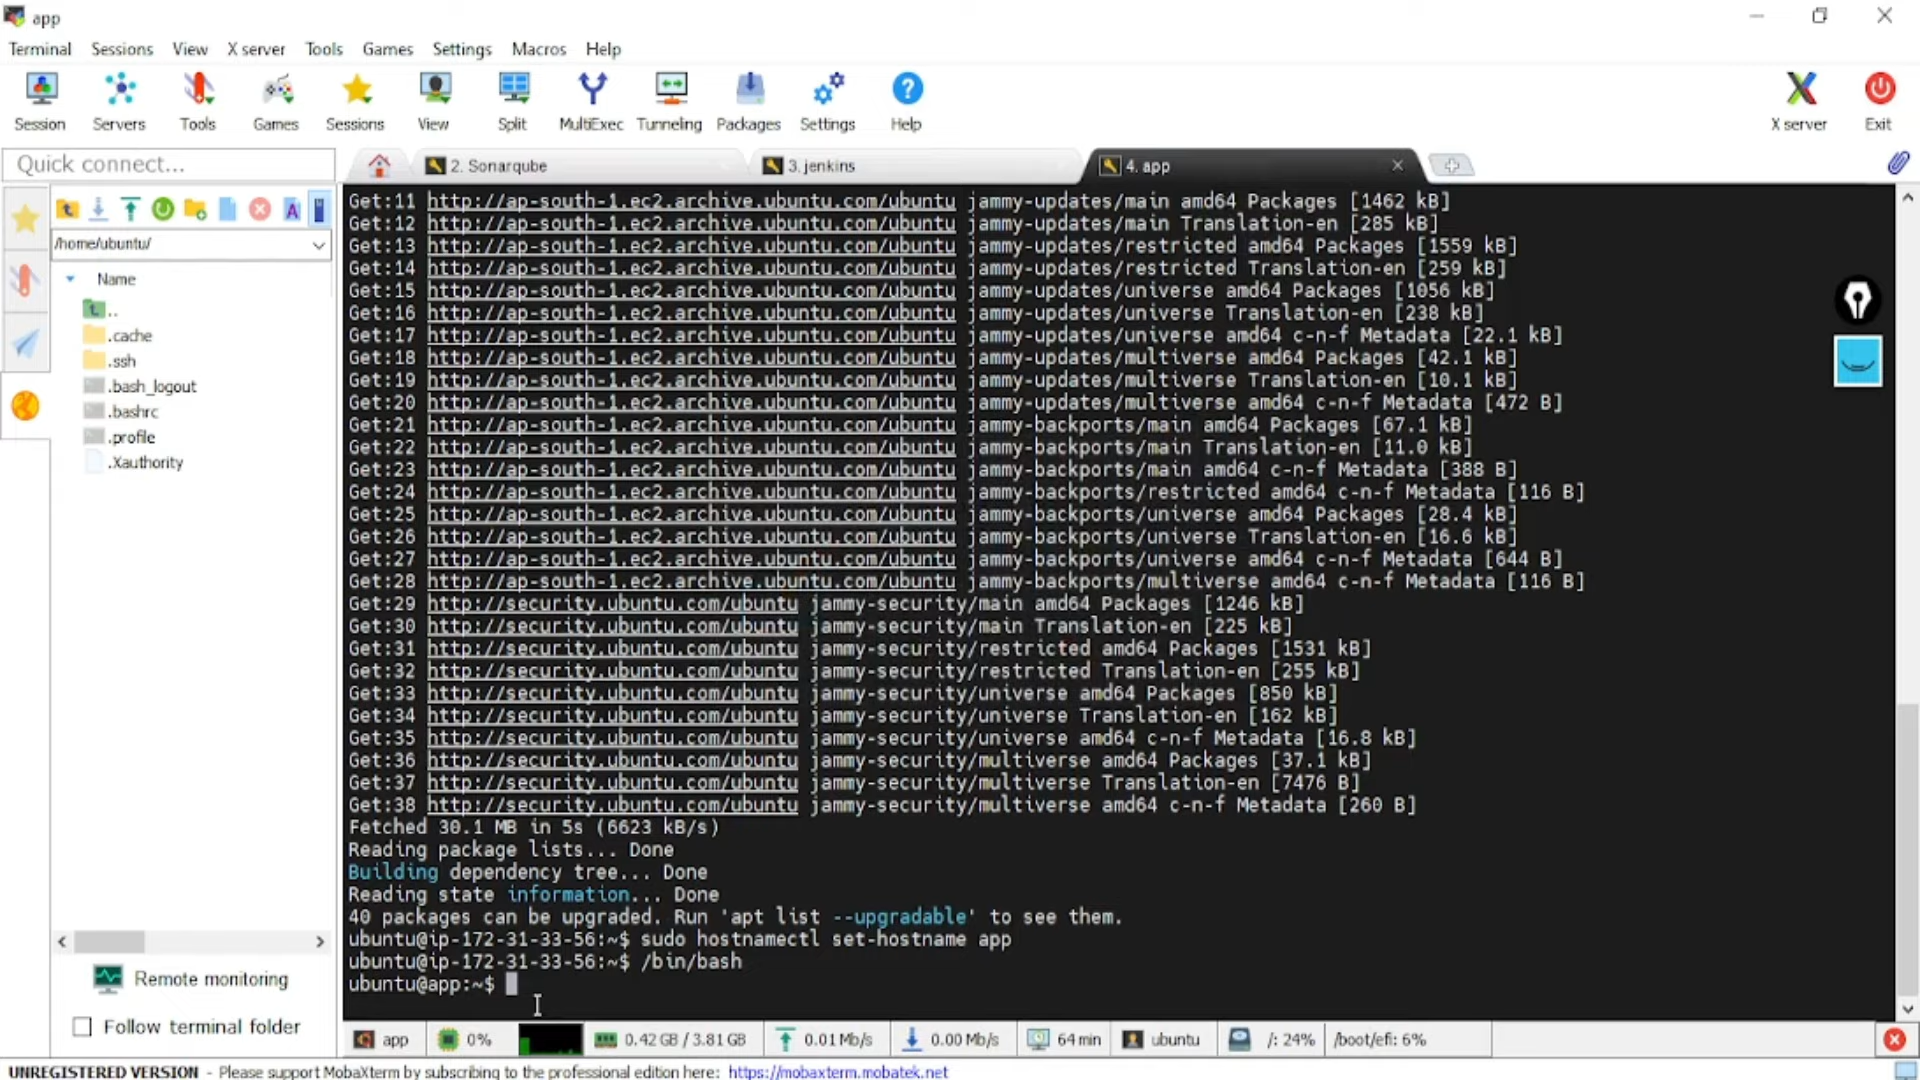 app
Terminal Sessions View X server Tools Games Settings Macros Help
Session Servers Tools Games Sessions View Split MultiExec Tunneling Packages Settings Help X server Exit
Quick connect...
2. Sonarqube 3. jenkins 4. app
/home/ubuntu/
Name
..
.cache
.ssh
.bash_logout
.bashrc
.profile
.Xauthority
Remote monitoring
Follow terminal folder
Get:11 http://ap-south-1.ec2.archive.ubuntu.com/ubuntu jammy-updates/main amd64 Packages [1462 kB]
Get:12 http://ap-south-1.ec2.archive.ubuntu.com/ubuntu jammy-updates/main Translation-en [285 kB]
Get:13 http://ap-south-1.ec2.archive.ubuntu.com/ubuntu jammy-updates/restricted amd64 Packages [1559 kB]
Get:14 http://ap-south-1.ec2.archive.ubuntu.com/ubuntu jammy-updates/restricted Translation-en [259 kB]
Get:15 http://ap-south-1.ec2.archive.ubuntu.com/ubuntu jammy-updates/universe amd64 Packages [1056 kB]
Get:16 http://ap-south-1.ec2.archive.ubuntu.com/ubuntu jammy-updates/universe Translation-en [238 kB]
Get:17 http://ap-south-1.ec2.archive.ubuntu.com/ubuntu jammy-updates/universe amd64 c-n-f Metadata [22.1 kB]
Get:18 http://ap-south-1.ec2.archive.ubuntu.com/ubuntu jammy-updates/multiverse amd64 Packages [42.1 kB]
Get:19 http://ap-south-1.ec2.archive.ubuntu.com/ubuntu jammy-updates/multiverse Translation-en [10.1 kB]
Get:20 http://ap-south-1.ec2.archive.ubuntu.com/ubuntu jammy-updates/multiverse amd64 c-n-f Metadata [472 B]
Get:21 http://ap-south-1.ec2.archive.ubuntu.com/ubuntu jammy-backports/main amd64 Packages [67.1 kB]
Get:22 http://ap-south-1.ec2.archive.ubuntu.com/ubuntu jammy-backports/main Translation-en [11.0 kB]
Get:23 http://ap-south-1.ec2.archive.ubuntu.com/ubuntu jammy-backports/main amd64 c-n-f Metadata [388 B]
Get:24 http://ap-south-1.ec2.archive.ubuntu.com/ubuntu jammy-backports/restricted amd64 c-n-f Metadata [116 B]
Get:25 http://ap-south-1.ec2.archive.ubuntu.com/ubuntu jammy-backports/universe amd64 Packages [28.4 kB]
Get:26 http://ap-south-1.ec2.archive.ubuntu.com/ubuntu jammy-backports/universe Translation-en [16.6 kB]
Get:27 http://ap-south-1.ec2.archive.ubuntu.com/ubuntu jammy-backports/universe amd64 c-n-f Metadata [644 B]
Get:28 http://ap-south-1.ec2.archive.ubuntu.com/ubuntu jammy-backports/multiverse amd64 c-n-f Metadata [116 B]
Get:29 http://security.ubuntu.com/ubuntu jammy-security/main amd64 Packages [1246 kB]
Get:30 http://security.ubuntu.com/ubuntu jammy-security/main Translation-en [225 kB]
Get:31 http://security.ubuntu.com/ubuntu jammy-security/restricted amd64 Packages [1531 kB]
Get:32 http://security.ubuntu.com/ubuntu jammy-security/restricted Translation-en [255 kB]
Get:33 http://security.ubuntu.com/ubuntu jammy-security/universe amd64 Packages [850 kB]
Get:34 http://security.ubuntu.com/ubuntu jammy-security/universe Translation-en [162 kB]
Get:35 http://security.ubuntu.com/ubuntu jammy-security/universe amd64 c-n-f Metadata [16.8 kB]
Get:36 http://security.ubuntu.com/ubuntu jammy-security/multiverse amd64 Packages [37.1 kB]
Get:37 http://security.ubuntu.com/ubuntu jammy-security/multiverse Translation-en [7476 B]
Get:38 http://security.ubuntu.com/ubuntu jammy-security/multiverse amd64 c-n-f Metadata [260 B]
Fetched 30.1 MB in 5s (6623 kB/s)
Reading package lists... Done
Building dependency tree... Done
Reading state information... Done
40 packages can be upgraded. Run 'apt list --upgradable' to see them.
ubuntu@ip-172-31-33-56:~$ sudo hostnamectl set-hostname app
ubuntu@ip-172-31-33-56:~$ /bin/bash
ubuntu@app:~$
app 0% 0.42 GB / 3.81 GB 0.01 Mb/s 0.00 Mb/s 64 min ubuntu /: 24% /boot/efi: 6%
UNREGISTERED VERSION - Please support MobaXterm by subscribing to the professional edition here: https://mobaxterm.mobatek.net